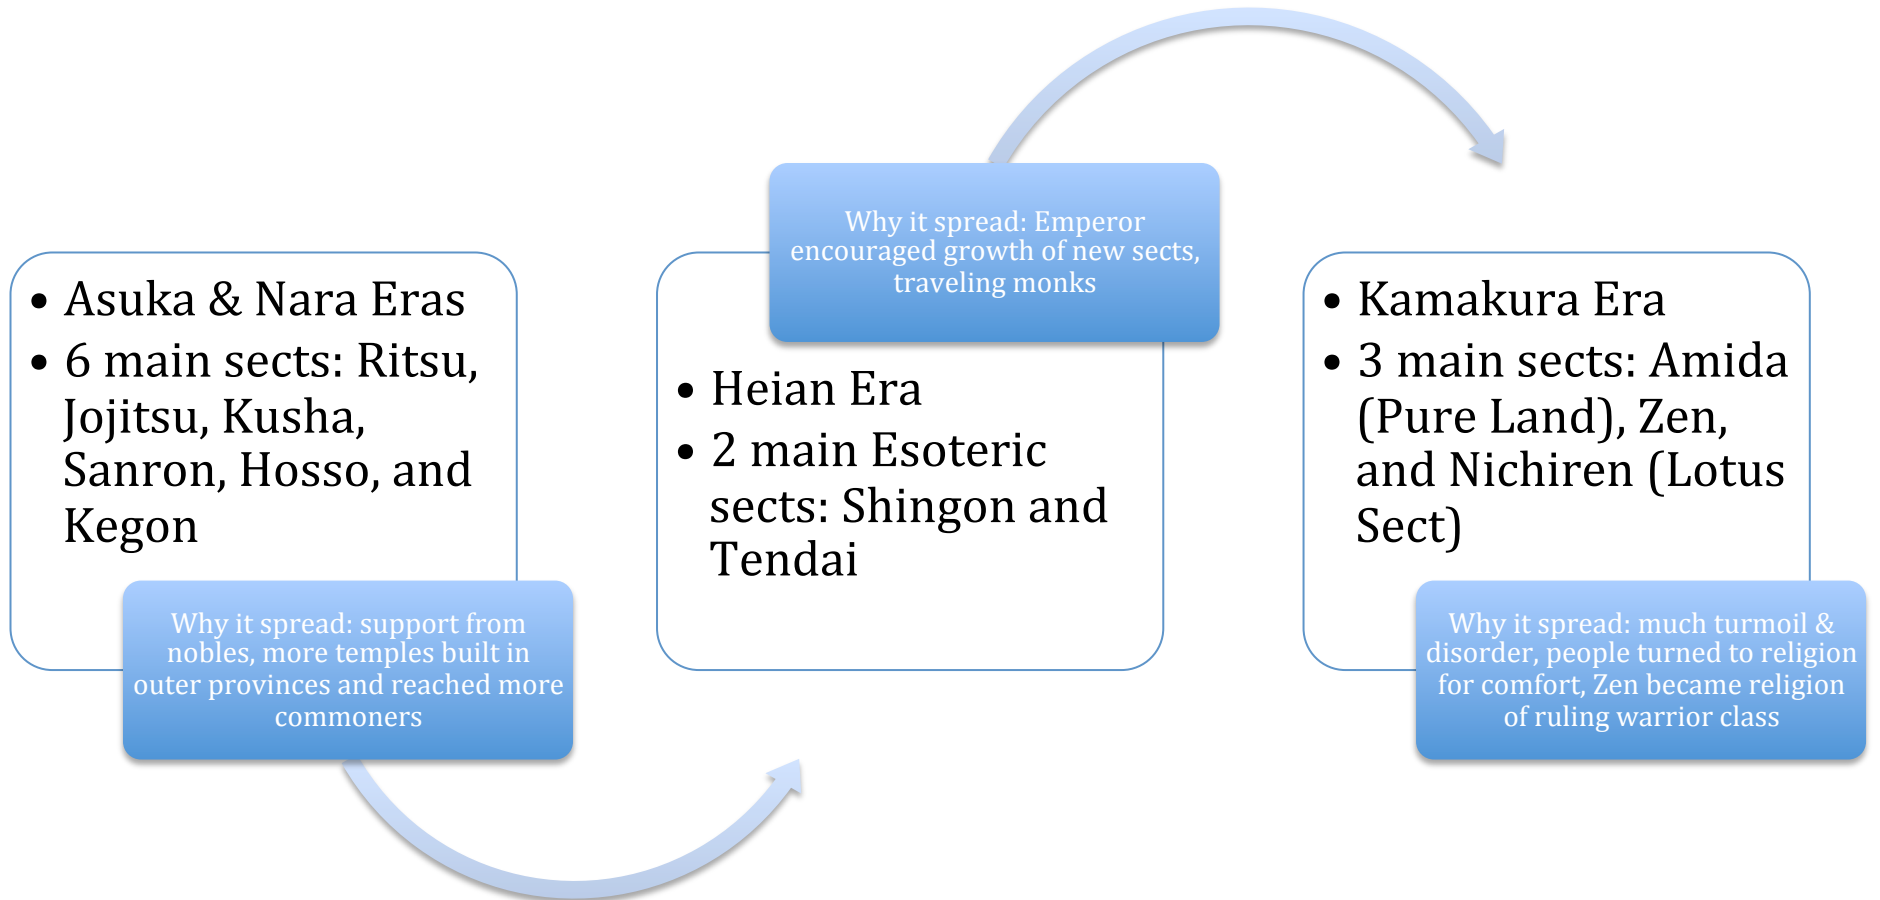 • Asuka & Nara Eras
• 6 main sects: Ritsu,
Jojitsu, Kusha,
Sanron, Hosso, and
Kegon
Why it spread: support from
nobles, more temples built in
outer provinces and reached more
commoners
Why it spread: Emperor
encouraged growth of new sects,
traveling monks
• Heian Era
• 2 main Esoteric
sects: Shingon and
Tendai
• Kamakura Era
• 3 main sects: Amida
(Pure Land), Zen,
and Nichiren (Lotus
Sect)
Why it spread: much turmoil &
disorder, people turned to religion
for comfort, Zen became religion
of ruling warrior class